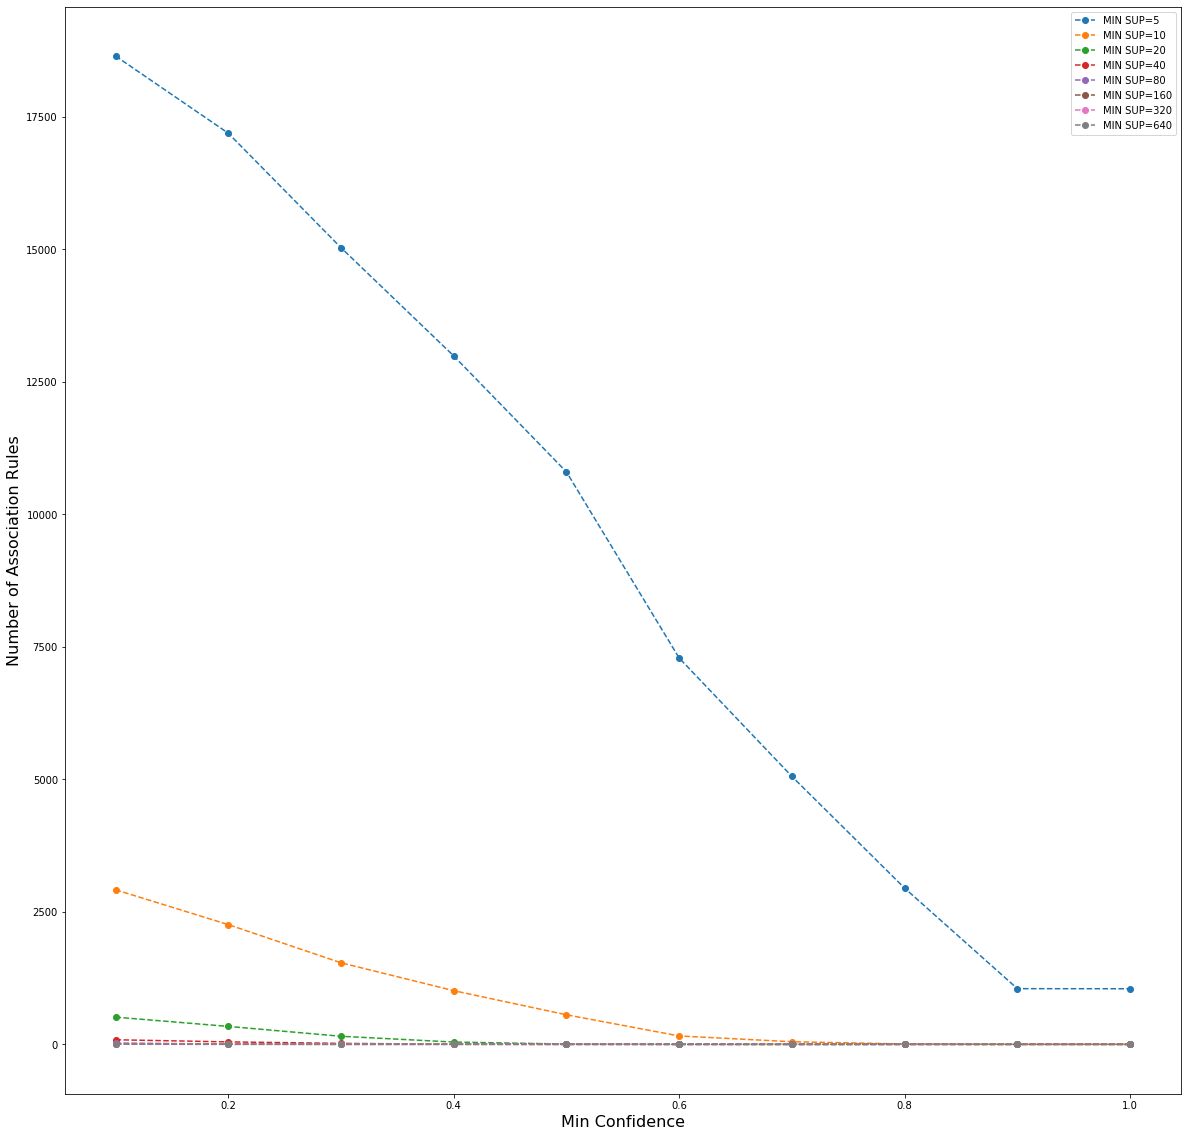 MIN SUP=5
MIN SUP=10
MIN SUP=20
MIN SUP=40
MIN SUP=80
MIN SUP=160
MIN SUP=320
MIN SUP=640
Number of Association Rules
17500
15000
12500
10000
7500
5000
2500
0
0.2 0.4 0.6 0.8 1.0
Min Confidence